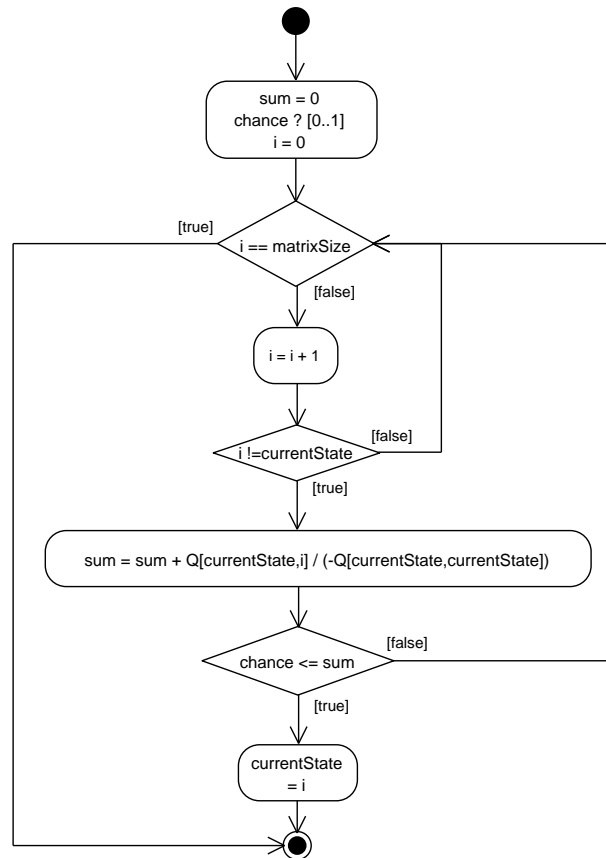 sum = 0
chance ? [0..1]
i = 0
[true]
i == matrixSize
[false]
i = i + 1
i !=currentState
[false]
[true]
sum = sum + Q[currentState,i] / (-Q[currentState,currentState])
chance <= sum
[false]
[true]
currentState
= i